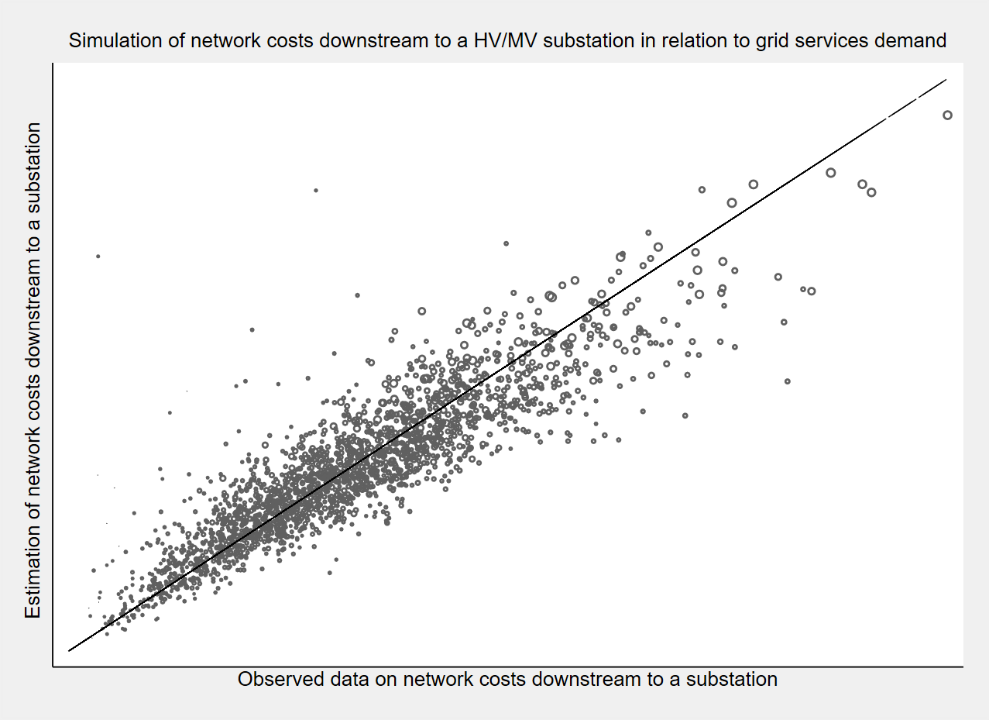 Simulation of network costs downstream to a HV/MV substation in relation to grid services demand
Estimation of network costs downstream to a substation
Observed data on network costs downstream to a substation